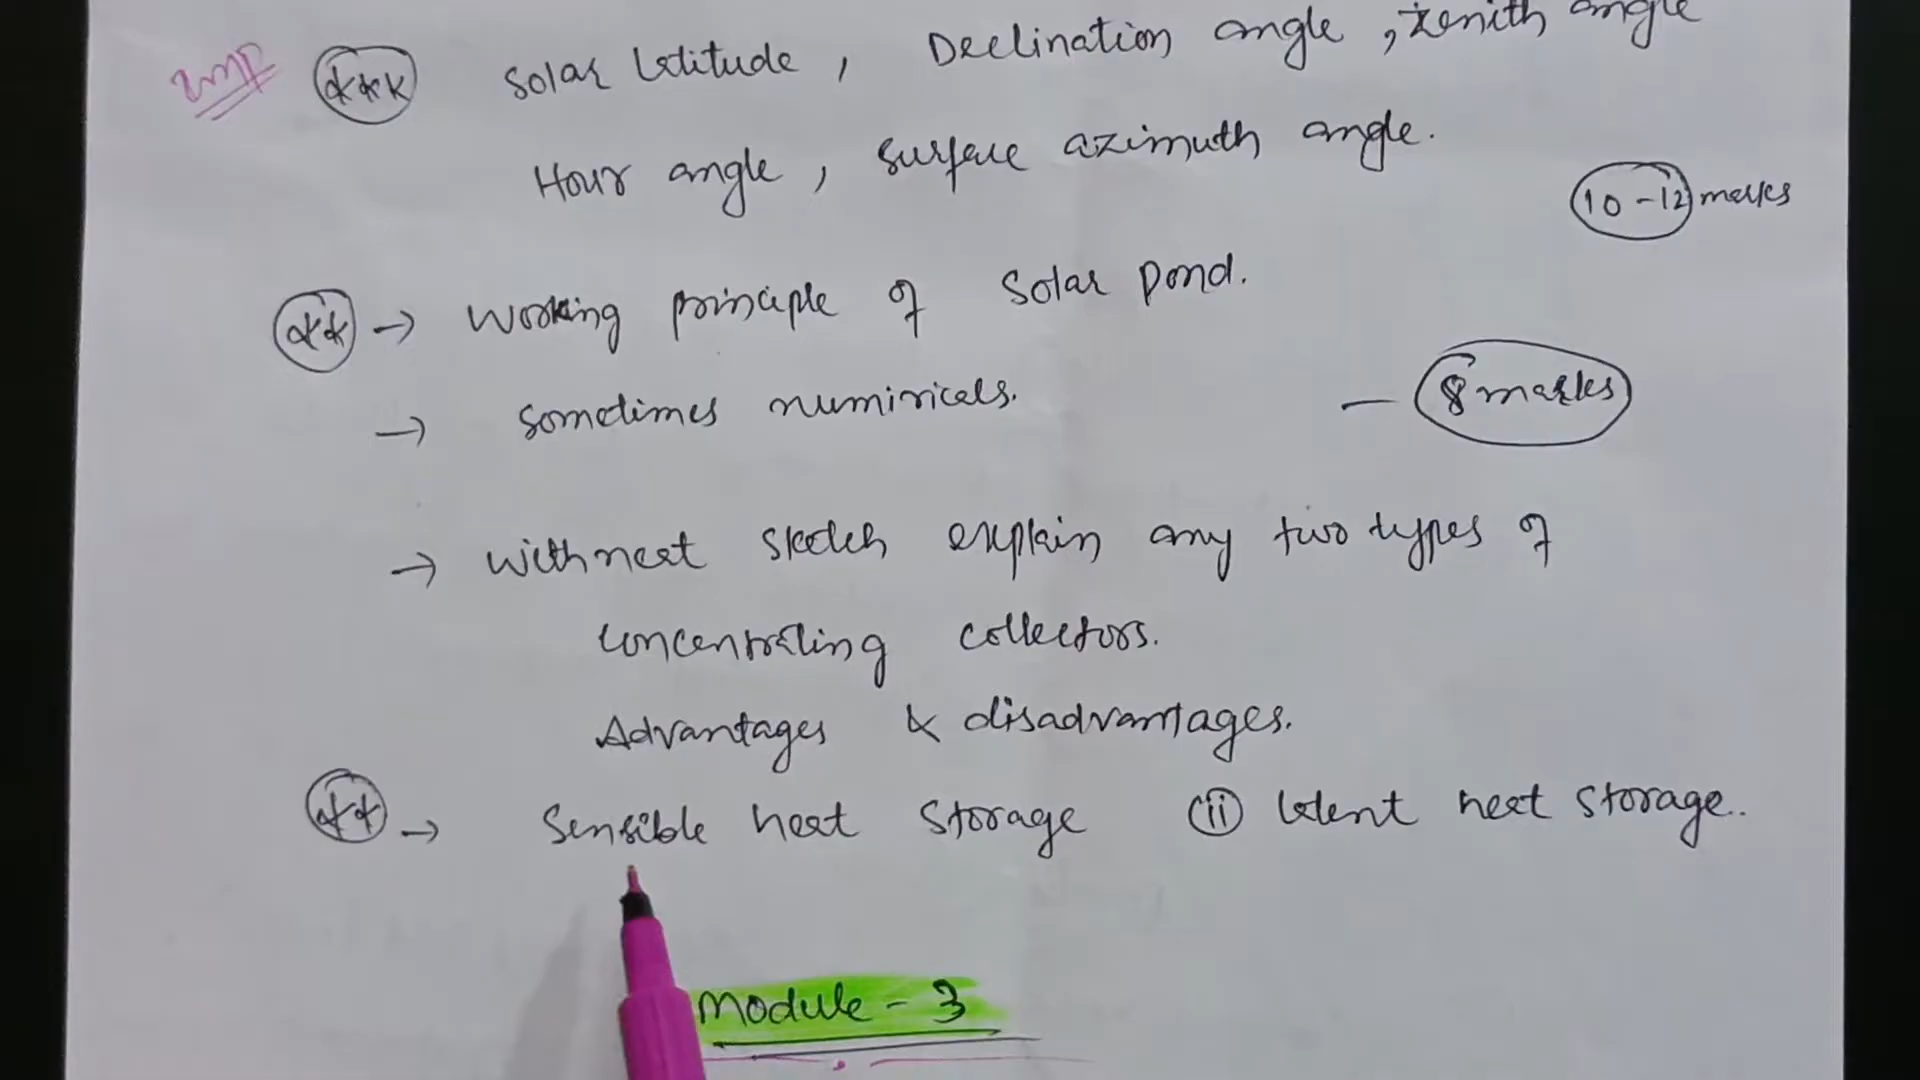 Imp *** Solar latitude, Declination angle, zenith angle
Hour angle, surface azimuth angle.
10-12 marks
** → Working principle of Solar Pond.
→ Sometimes numiricals. - 8 marks
→ With neat sketch explain any two types of
concentrating collectors.
Advantages & disadvantages.
** → Sensible heat Storage (ii) latent heat storage..
Module - 3